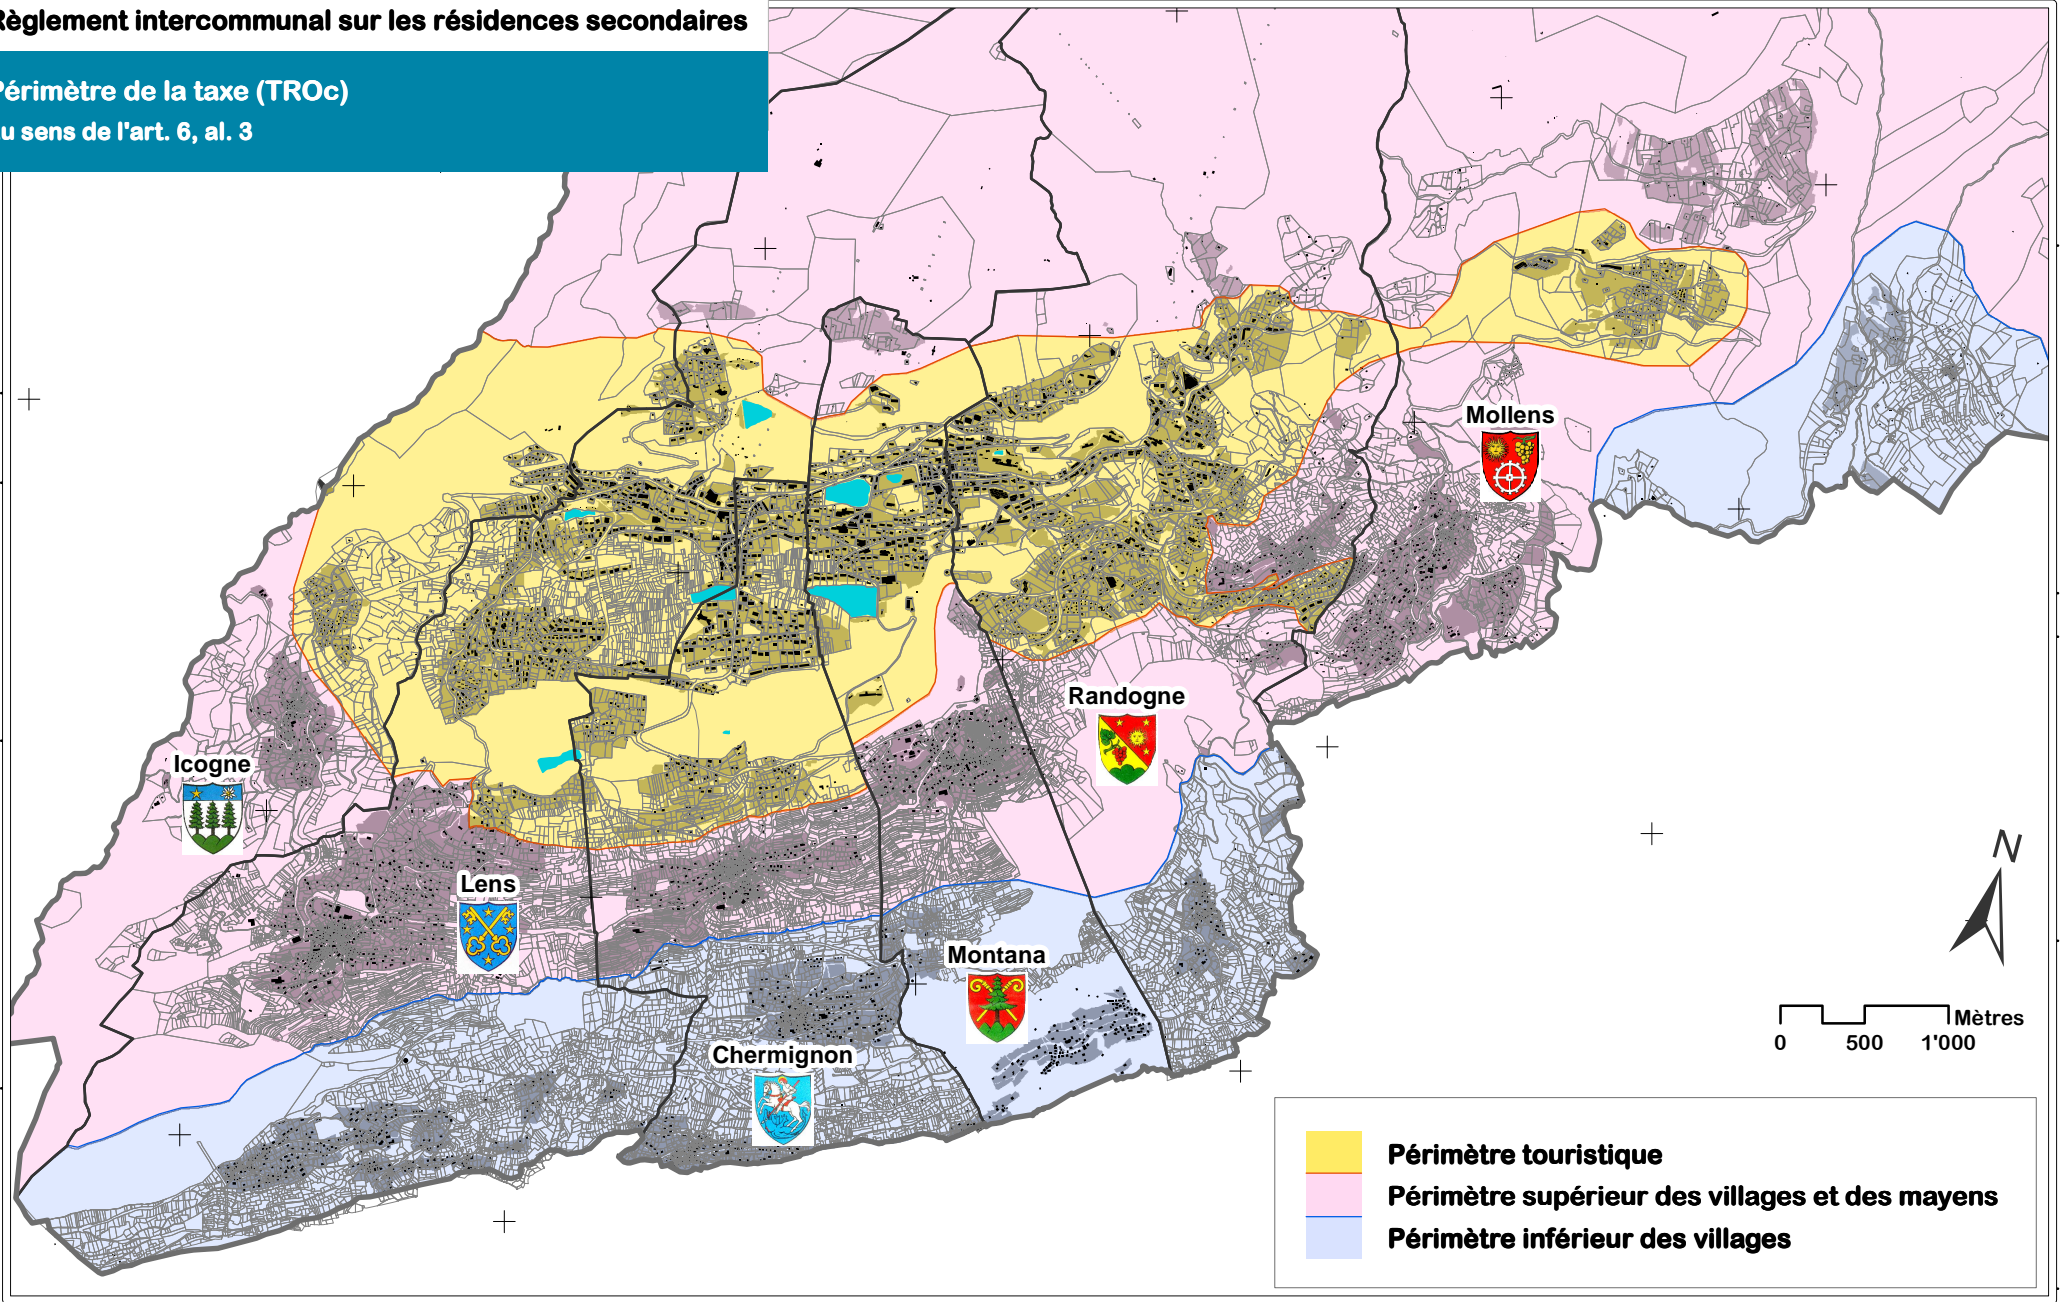 Règlement intercommunal sur les résidences secondaires
Périmètre de la taxe (TROc)
u sens de l'art. 6, al. 3
Mollens
Randogne
Icogne
Lens
Montana
Chermignon
N
Mètres
0 500 1'000
Périmètre touristique
Périmètre supérieur des villages et des mayens
Périmètre inférieur des villages